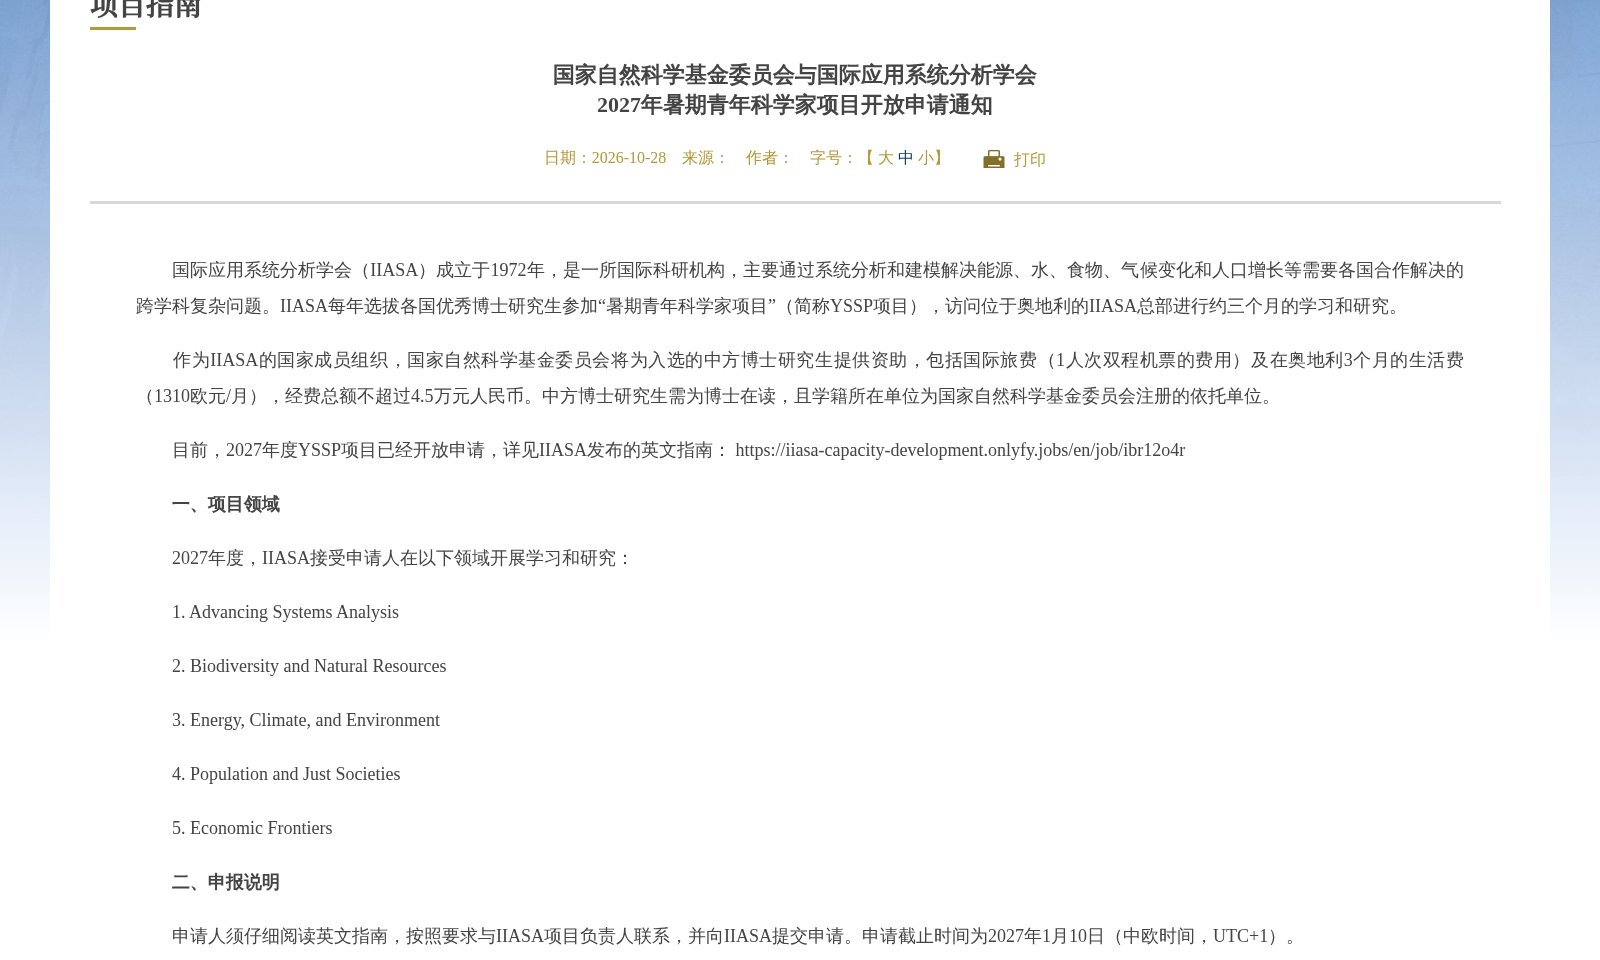 项目指南
国家自然科学基金委员会与国际应用系统分析学会
2027年暑期青年科学家项目开放申请通知
日期：2026-10-28 来源： 作者： 字号：【 大 中 小】 打印
国际应用系统分析学会（IIASA）成立于1972年，是一所国际科研机构，主要通过系统分析和建模解决能源、水、食物、气候变化和人口增长等需要各国合作解决的
跨学科复杂问题。IIASA每年选拔各国优秀博士研究生参加“暑期青年科学家项目”（简称YSSP项目），访问位于奥地利的IIASA总部进行约三个月的学习和研究。
作为IIASA的国家成员组织，国家自然科学基金委员会将为入选的中方博士研究生提供资助，包括国际旅费（1人次双程机票的费用）及在奥地利3个月的生活费
（1310欧元/月），经费总额不超过4.5万元人民币。中方博士研究生需为博士在读，且学籍所在单位为国家自然科学基金委员会注册的依托单位。
目前，2027年度YSSP项目已经开放申请，详见IIASA发布的英文指南： https://iiasa-capacity-development.onlyfy.jobs/en/job/ibr12o4r
一、项目领域
2027年度，IIASA接受申请人在以下领域开展学习和研究：
1. Advancing Systems Analysis
2. Biodiversity and Natural Resources
3. Energy, Climate, and Environment
4. Population and Just Societies
5. Economic Frontiers
二、申报说明
申请人须仔细阅读英文指南，按照要求与IIASA项目负责人联系，并向IIASA提交申请。申请截止时间为2027年1月10日（中欧时间，UTC+1）。